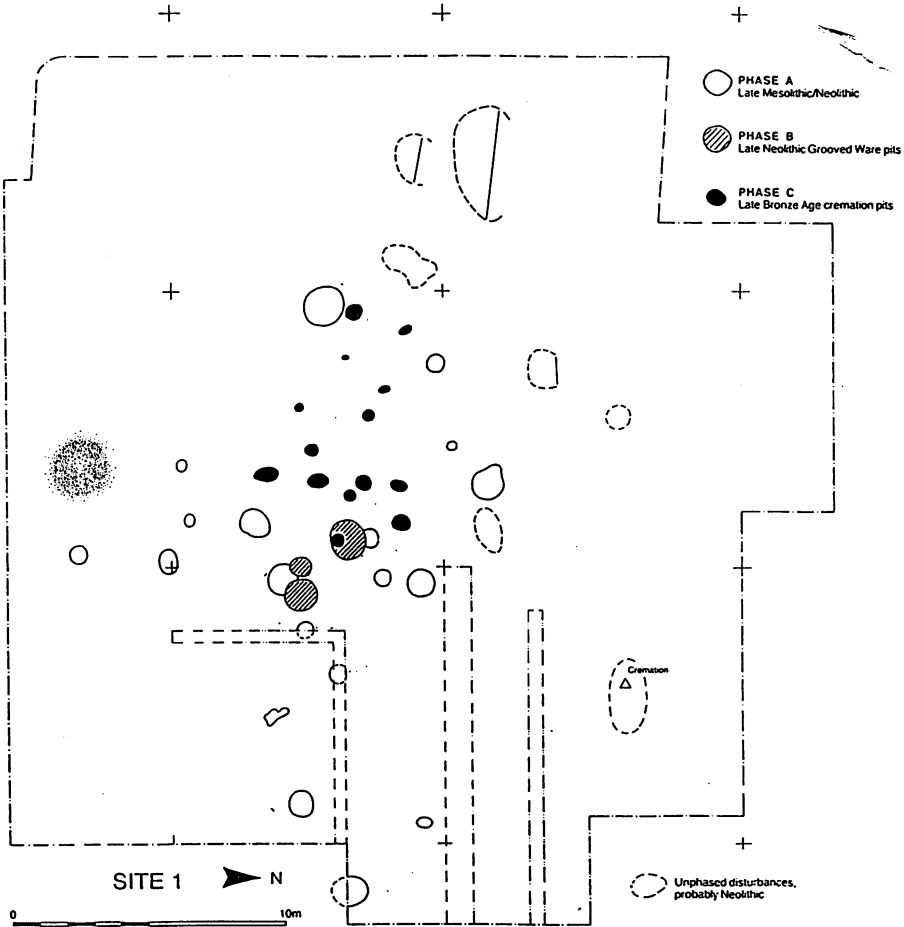 PHASE A
Late Mesolithic/Neolithic
PHASE B
Late Neolithic Grooved Ware pits
PHASE C
Late Bronze Age cremation pits
Cremation
SITE 1
N
Unphased disturbances,
probably Neolithic
0
10m